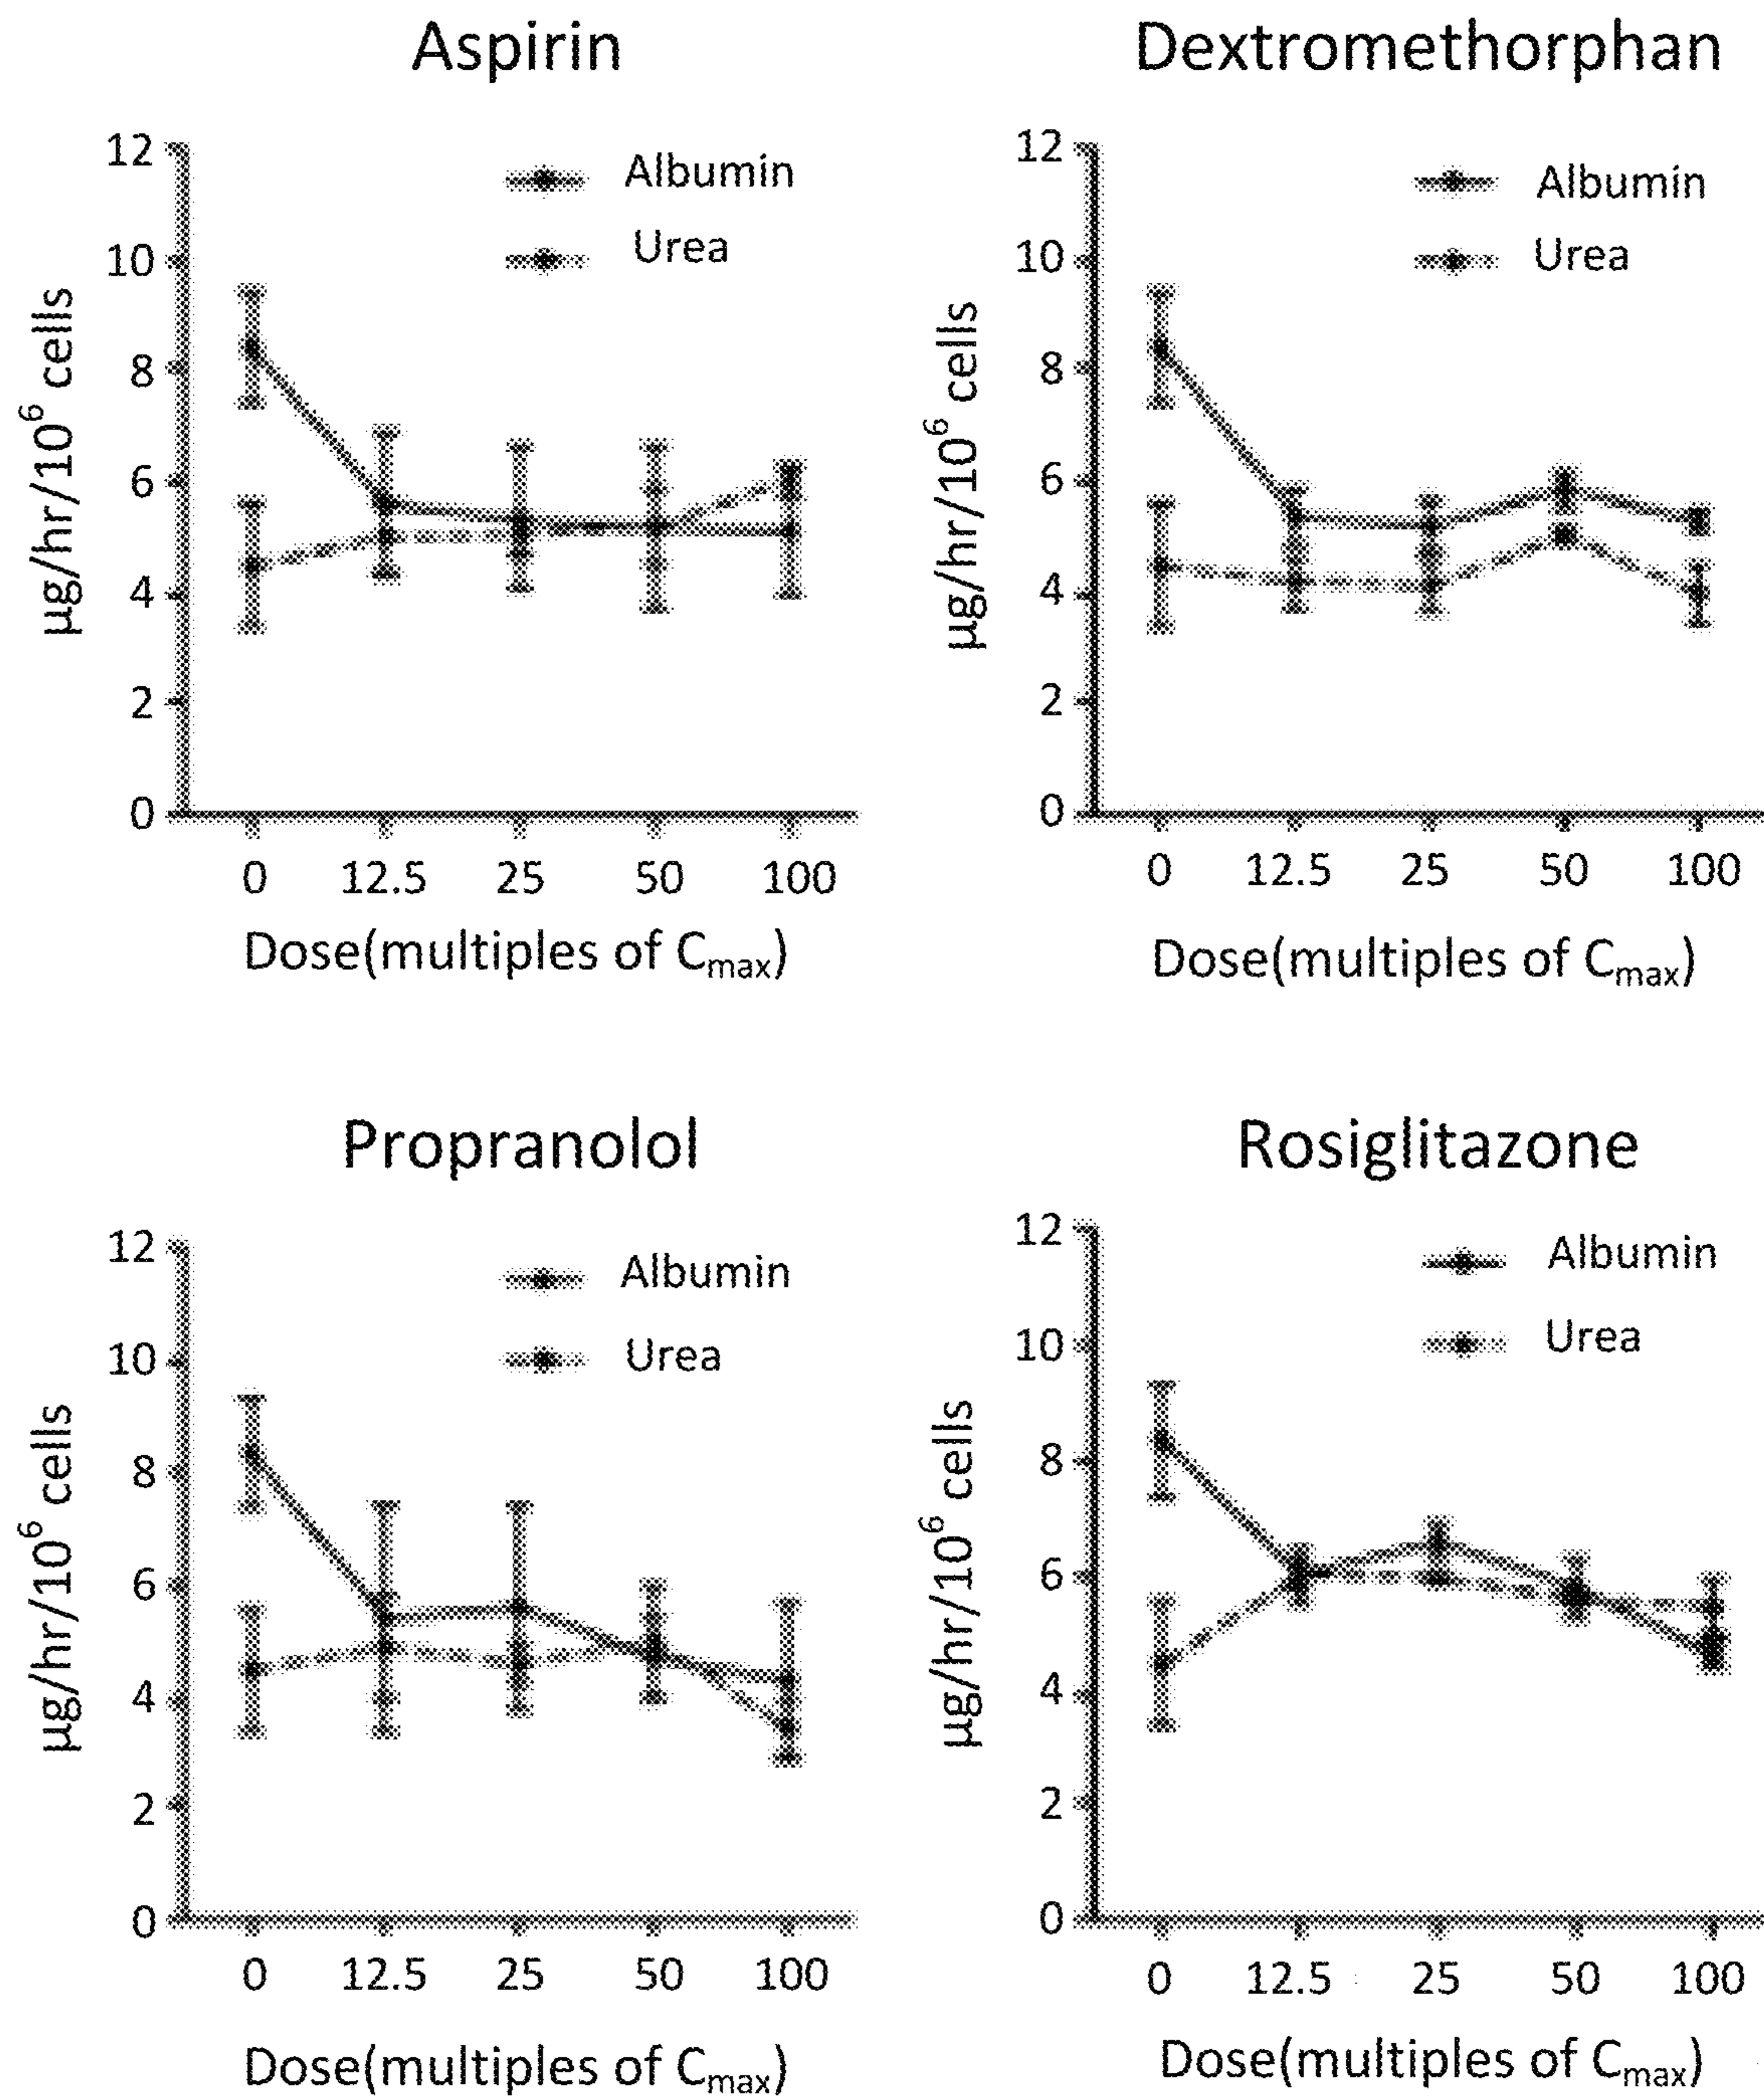 Aspirin
12
10
8
6
4
2
0
µg/hr/10⁶ cells
Albumin
Urea
0 12.5 25 50 100
Dose(multiples of Cmax)
Dextromethorphan
12
10
8
6
4
2
0
µg/hr/10⁶ cells
Albumin
Urea
0 12.5 25 50 100
Dose(multiples of Cmax)
Propranolol
12
10
8
6
4
2
0
µg/hr/10⁶ cells
Albumin
Urea
0 12.5 25 50 100
Dose(multiples of Cmax)
Rosiglitazone
12
10
8
6
4
2
0
µg/hr/10⁶ cells
Albumin
Urea
0 12.5 25 50 100
Dose(multiples of Cmax)